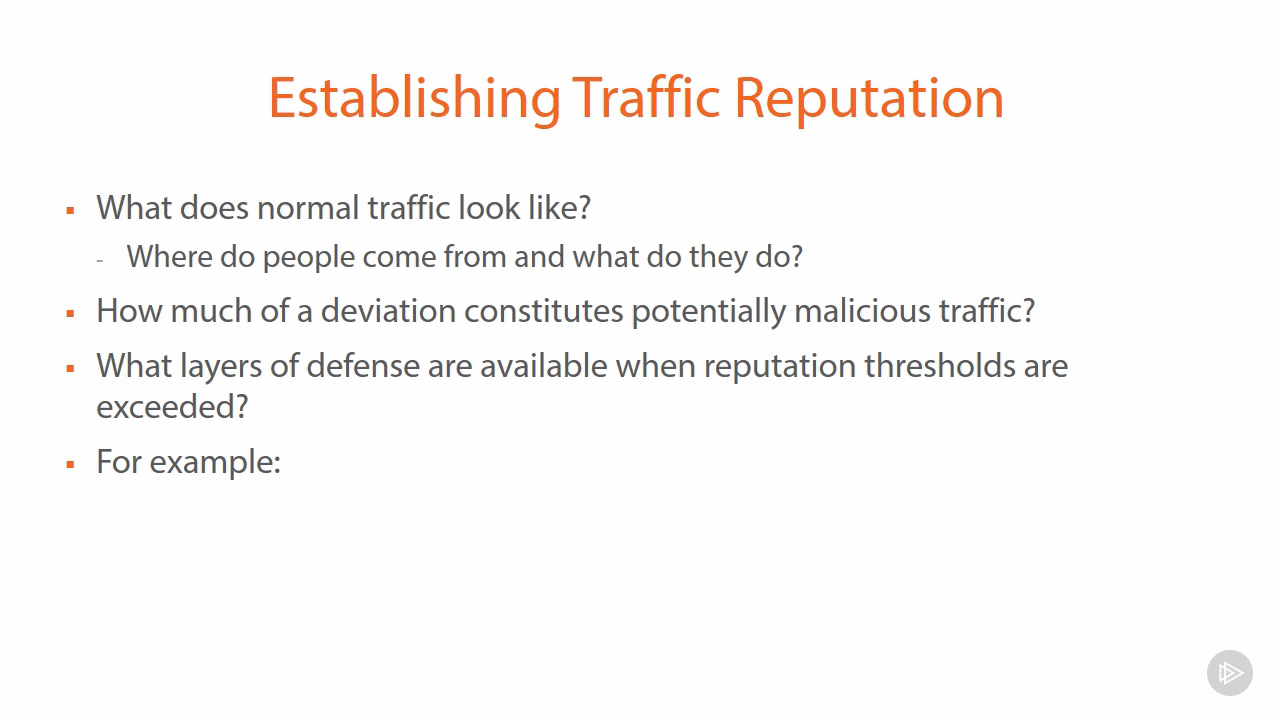 Establishing Traffic Reputation
▪ What does normal traffic look like?
- Where do people come from and what do they do?
▪ How much of a deviation constitutes potentially malicious traffic?
▪ What layers of defense are available when reputation thresholds are
exceeded?
▪ For example: